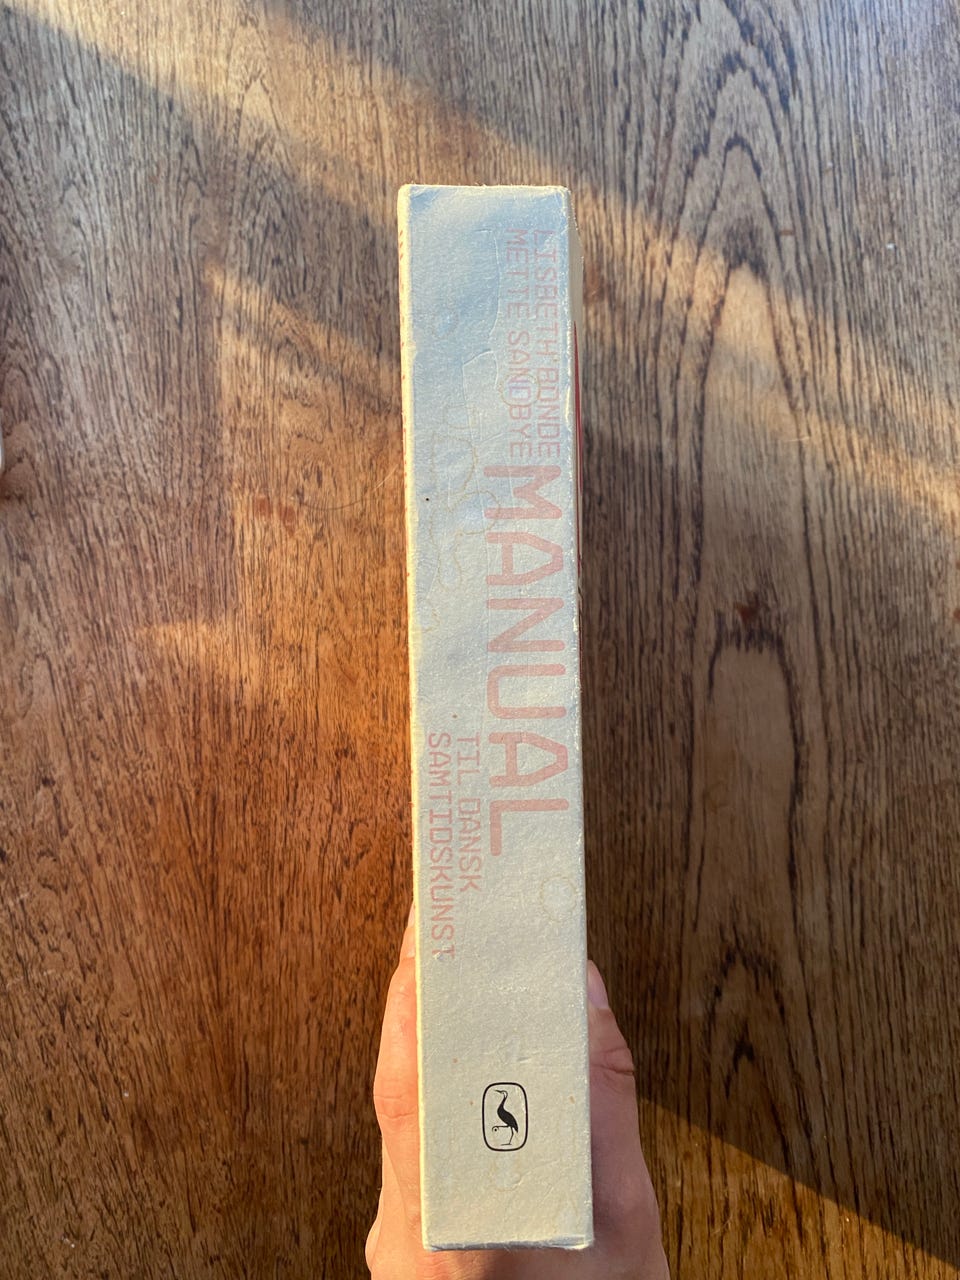 LISBETH BONDE
METTE SANDBYE
MANUAL
TIL DANSK
SAMTIDSKUNST